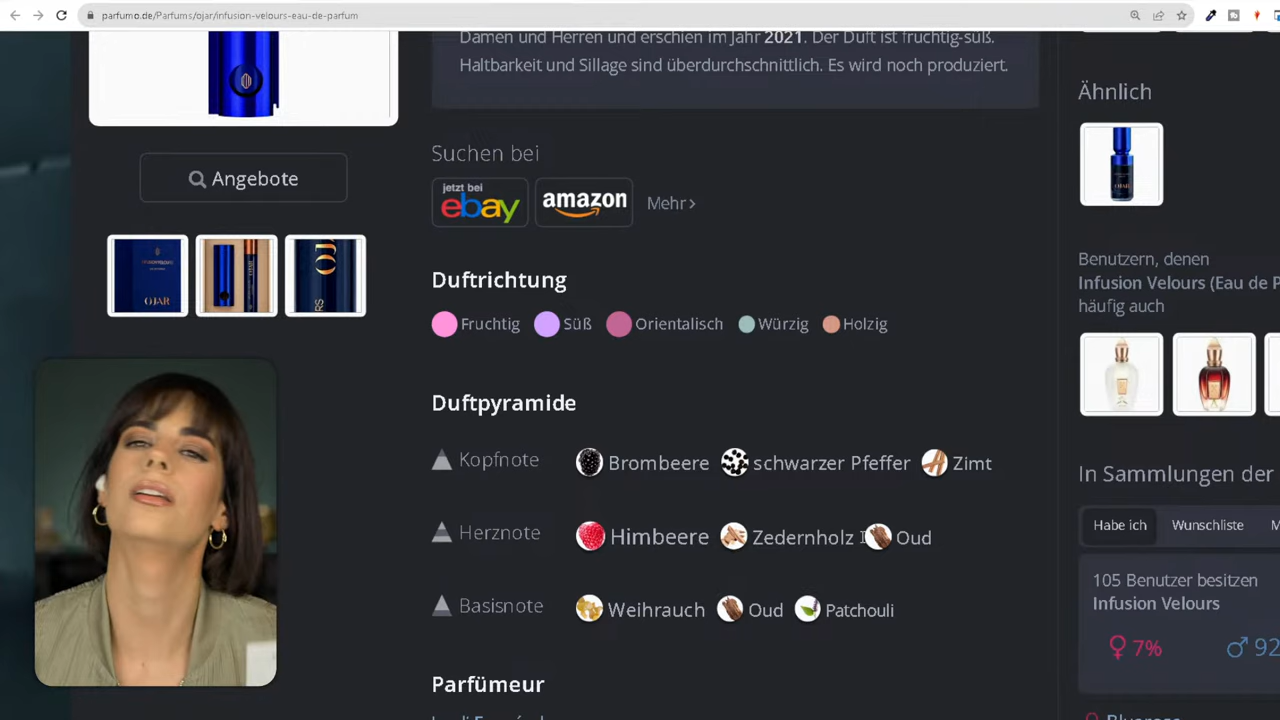 parfumo.de/Parfums/ojar/infusion-velours-eau-de-parfum
Damen und Herren und erschien im Jahr 2021. Der Duft ist fruchtig-süß.
Haltbarkeit und Sillage sind überdurchschnittlich. Es wird noch produziert.
Angebote
OJAR
OJ
RS
Suchen bei
jetzt bei
ebay
amazon
Mehr >
Duftrichtung
Fruchtig Süß Orientalisch Würzig Holzig
Duftpyramide
Kopfnote Brombeere schwarzer Pfeffer Zimt
Herznote Himbeere Zedernholz Oud
Basisnote Weihrauch Oud Patchouli
Parfümeur
Ähnlich
OJAR
Benutzern, denen
Infusion Velours (Eau de P
häufig auch
In Sammlungen der
Habe ich Wunschliste M
105 Benutzer besitzen
Infusion Velours
7% 92